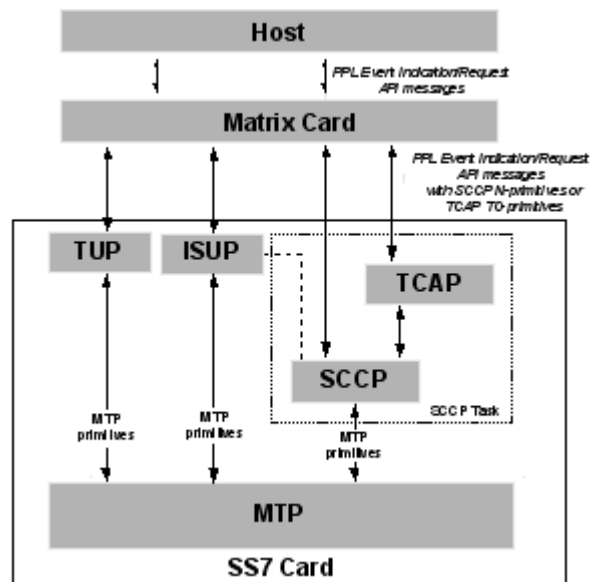 Host
PPL Event Indication/Request
API messages
Matrix Card
PPL Event Indication/Request
API messages
with SCCP N-primitives or
TCAP TC-primitives
TUP
ISUP
TCAP
SCCP
SCCP Task
MTP
primitives
MTP
primitives
MTP
primitives
MTP
SS7 Card